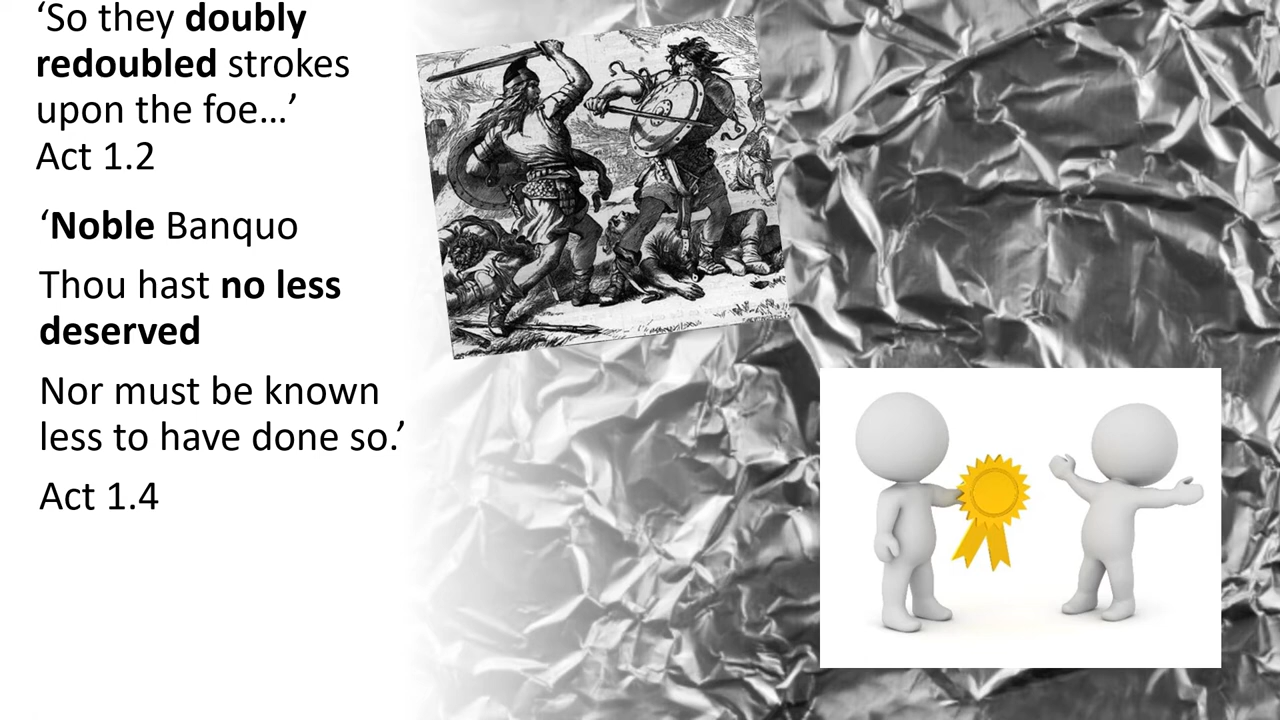 ‘So they doubly
redoubled strokes
upon the foe…’
Act 1.2
‘Noble Banquo
Thou hast no less
deserved
Nor must be known
less to have done so.’
Act 1.4